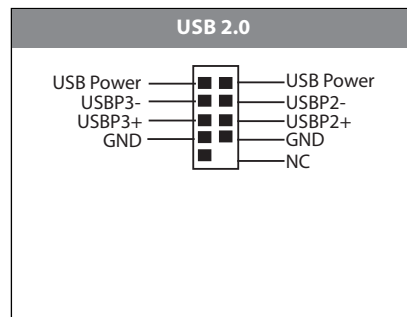 USB 2.0
USB Power USB Power
USBP3- USBP2-
USBP3+ USBP2+
GND GND
NC